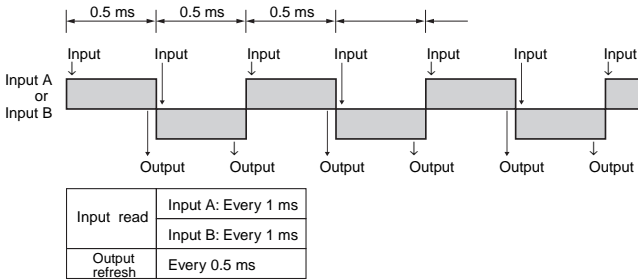 0.5 ms 0.5 ms 0.5 ms
Input Input Input Input Input Input Input
Input A
or
Input B
Output Output Output Output Output Output
Input read
Input A: Every 1 ms
Input B: Every 1 ms
Output
refresh
Every 0.5 ms